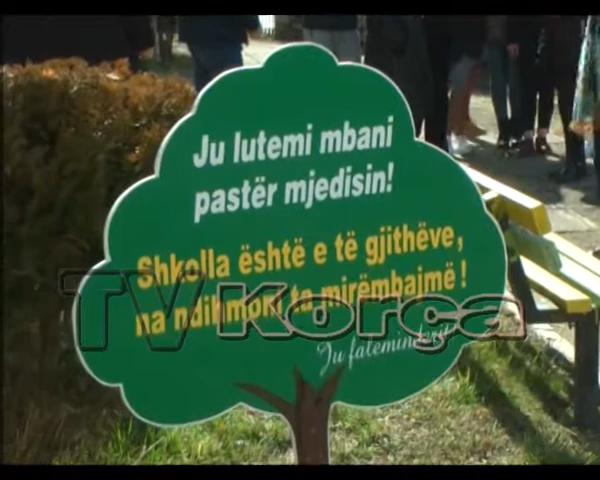 Ju lutemi mbani
pastër mjedisin!
Shkolla është e të gjithëve,
na ndihmoni ta mirëmbajmë !
Ju faleminderit
TV Korça